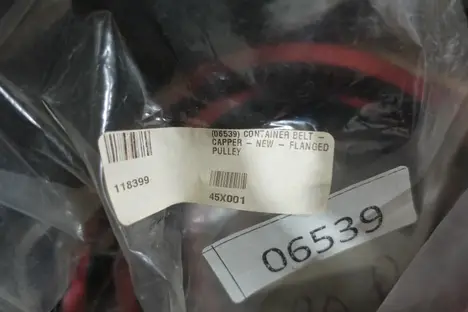 (06539) CONTAINER BELT -
CAPPER - NEW - FLANGED
PULLEY
118399
45X001
06539